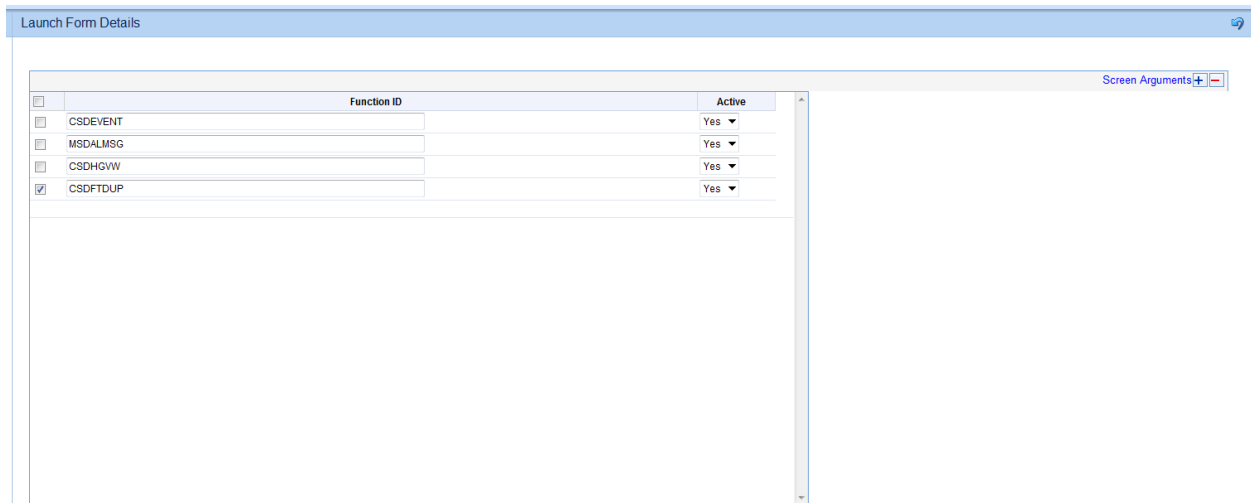 Launch Form Details
Screen Arguments
Function ID Active
CSDEVENT Yes
MSDALMSG Yes
CSDHGVW Yes
CSDFTDUP Yes